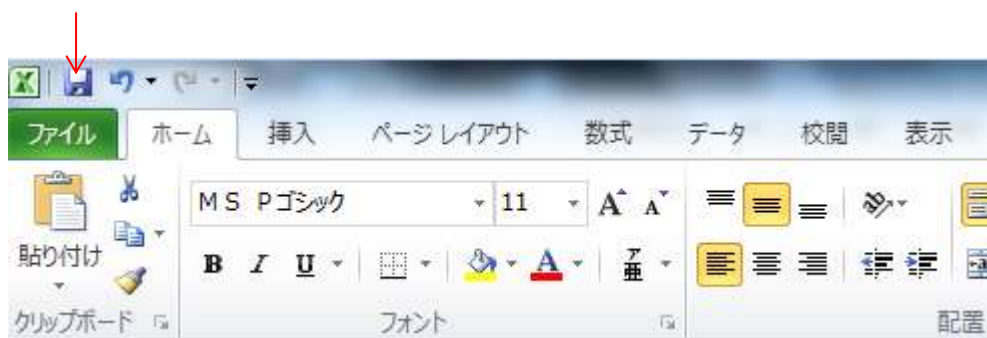 ファイル ホーム 挿入 ページ レイアウト 数式 データ 校閲 表示
ＭＳ Ｐゴシック 11 A A
貼り付け B I U A ア亜
クリップボード フォント 配置